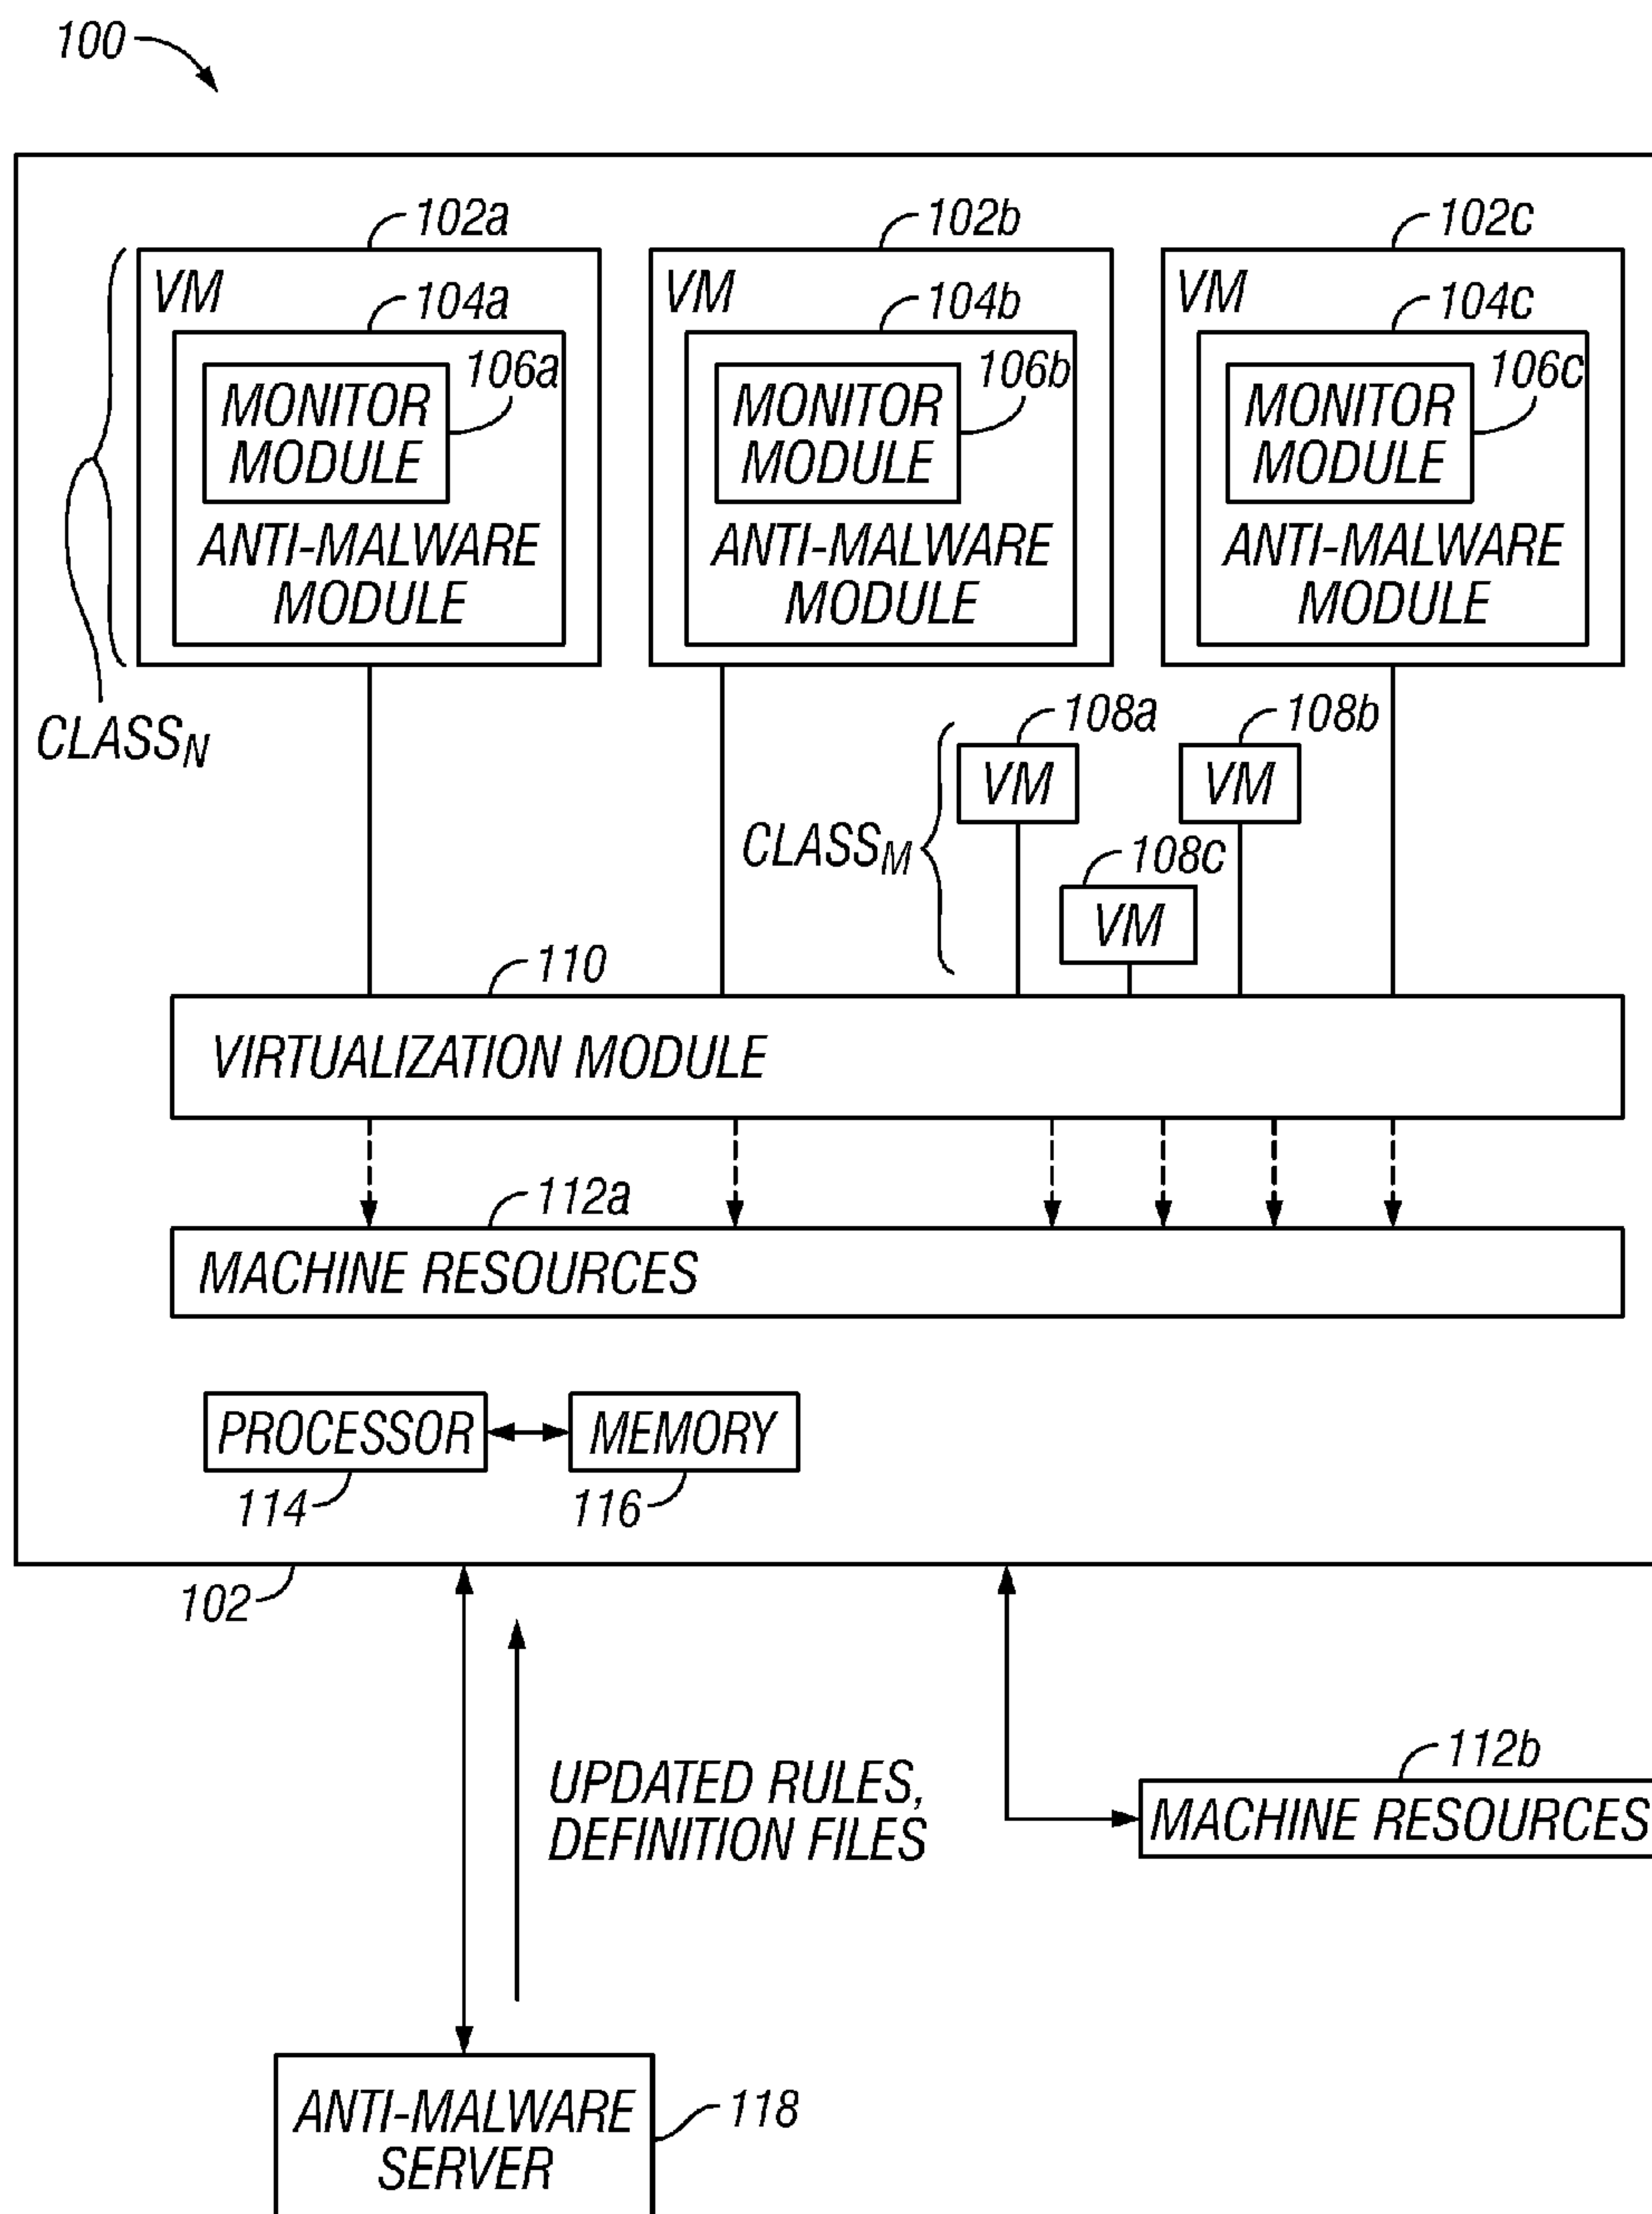 100
102a
102b
102c
VM
VM
VM
104a
104b
104c
106a
106b
106c
MONITOR
MODULE
MONITOR
MODULE
MONITOR
MODULE
ANTI-MALWARE
MODULE
ANTI-MALWARE
MODULE
ANTI-MALWARE
MODULE
CLASSN
108a
108b
VM
VM
CLASSM
108c
VM
110
VIRTUALIZATION MODULE
112a
MACHINE RESOURCES
PROCESSOR
MEMORY
114
116
102
UPDATED RULES,
DEFINITION FILES
112b
MACHINE RESOURCES
ANTI-MALWARE
SERVER
118